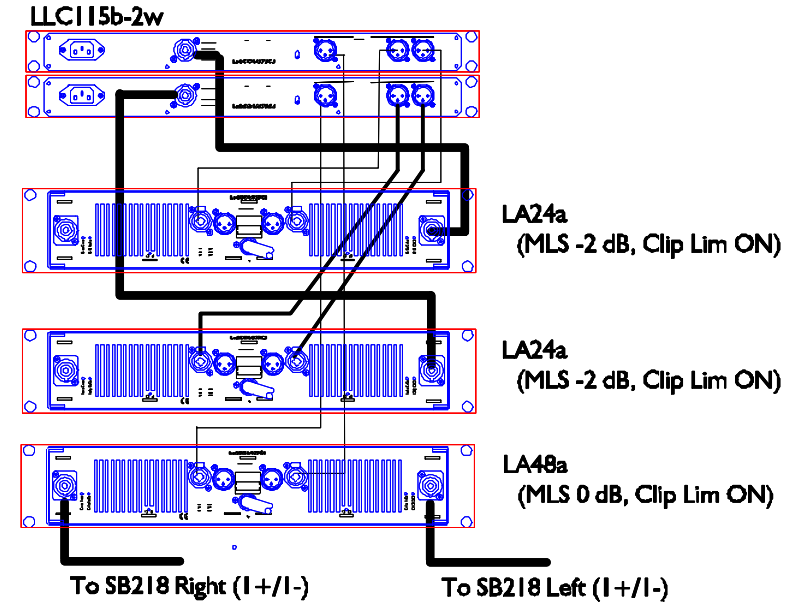 LLC115b-2w
LA24a
(MLS -2 dB, Clip Lim ON)
LA24a
(MLS -2 dB, Clip Lim ON)
LA48a
(MLS 0 dB, Clip Lim ON)
To SB218 Right (1+/1-)
To SB218 Left (1+/1-)